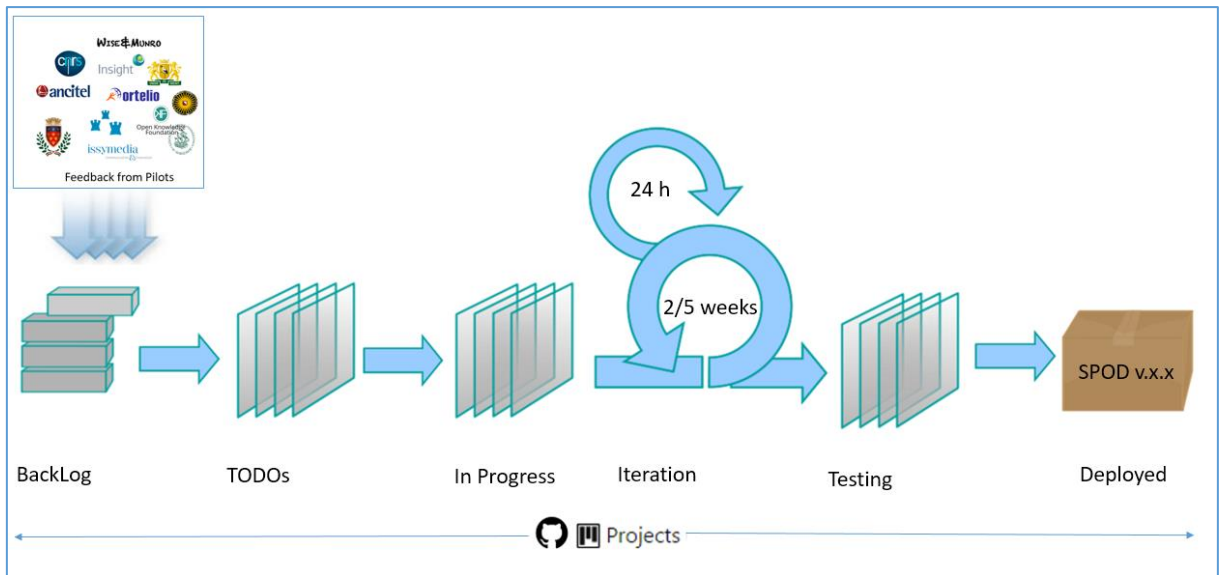 WISE&MUNRO
cnrs
Insight
ancitel
ortelio
Open Knowledge
Foundation
issymedia
Feedback from Pilots
24 h
2/5 weeks
SPOD v.x.x
BackLog
TODOs
In Progress
Iteration
Testing
Deployed
Projects